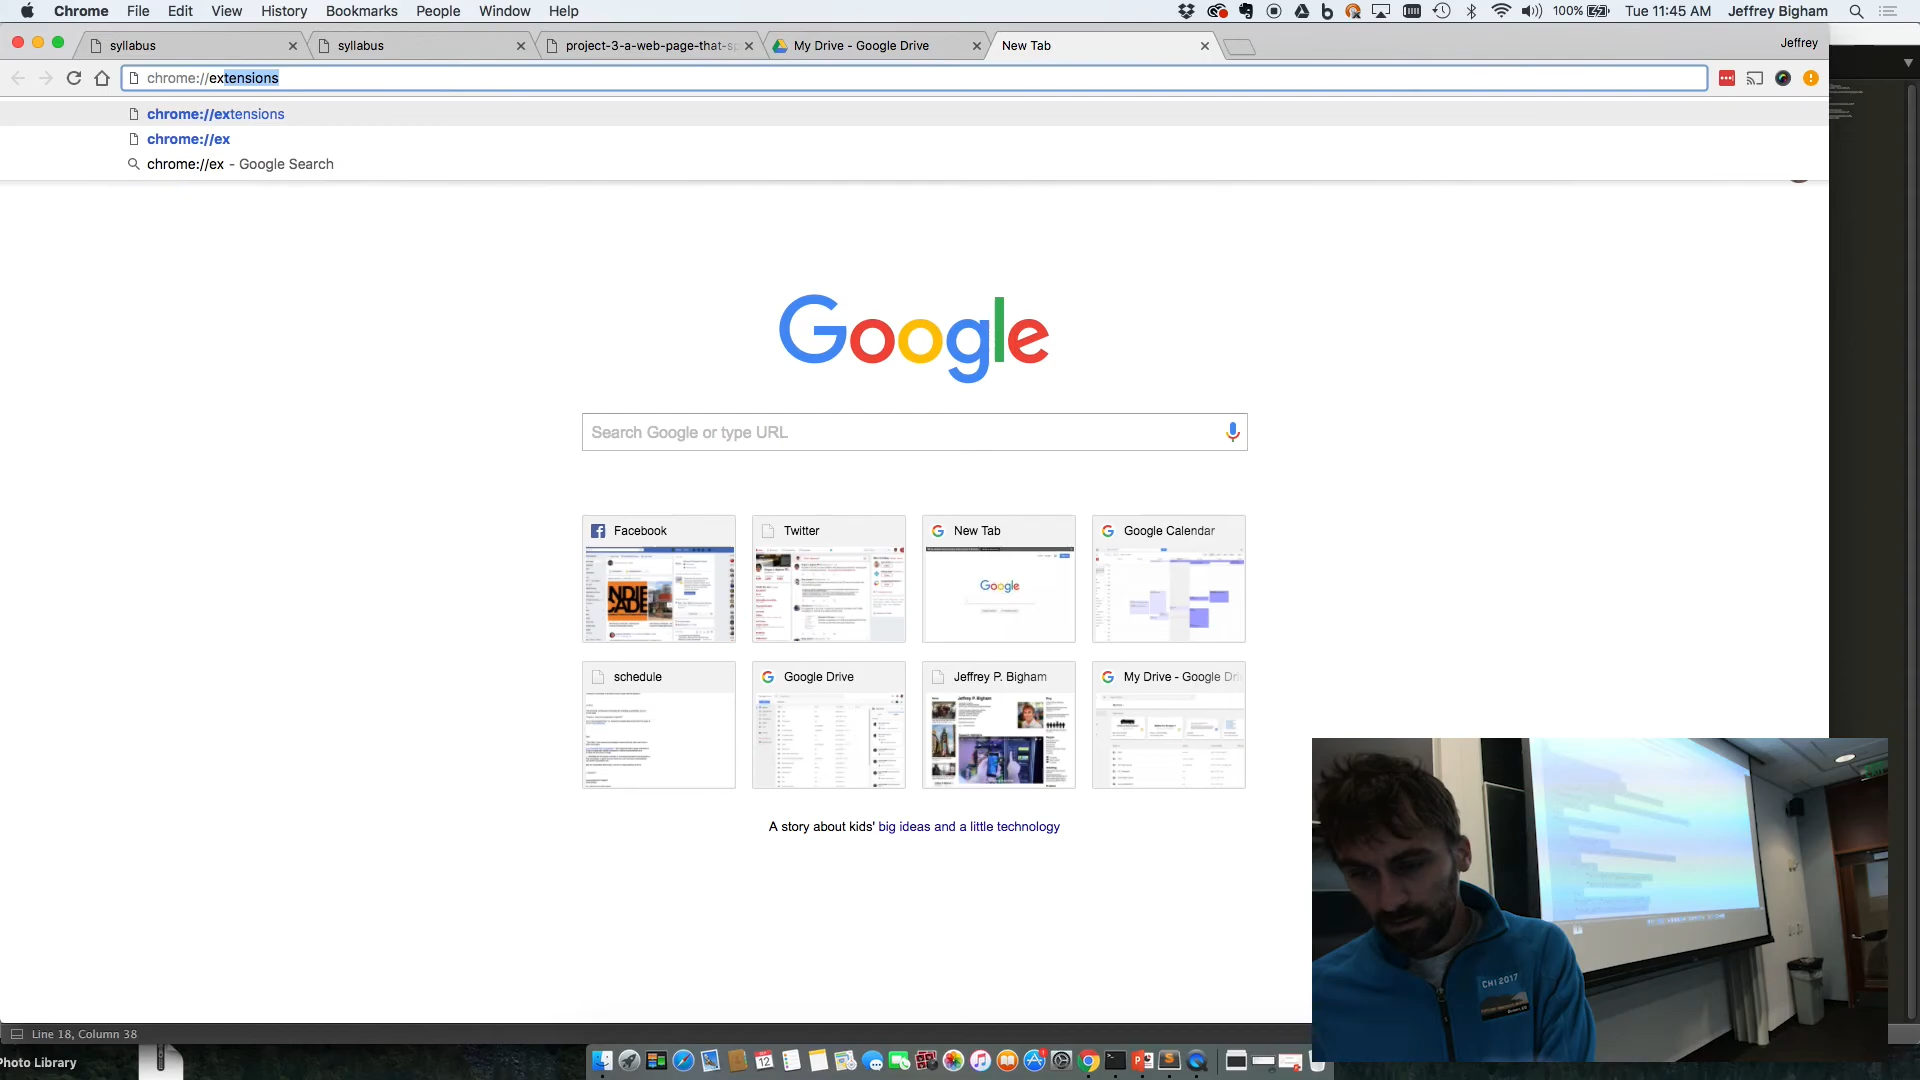 Chrome File Edit View History Bookmarks People Window Help 100% Tue 11:45 AM Jeffrey Bigham
syllabus syllabus project-3-a-web-page-that-sp My Drive - Google Drive New Tab Jeffrey
chrome://extensions
chrome://extensions
chrome://ex
chrome://ex - Google Search
Google
Search Google or type URL
Facebook Twitter New Tab Google Calendar
Google
schedule Google Drive Jeffrey P. Bigham My Drive - Google Dri
A story about kids' big ideas and a little technology
CHI 2017
Line 18, Column 38
Photo Library